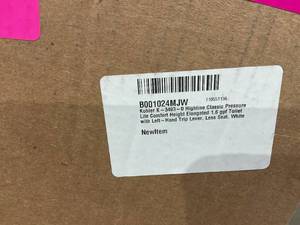 B001024MJW
Kohler K-3493-0 Highline Classic Pressure
Lite Comfort Height Elongated 1.6 gpf Toilet
with Left-Hand Trip Lever, Less Seat, White
NewItem